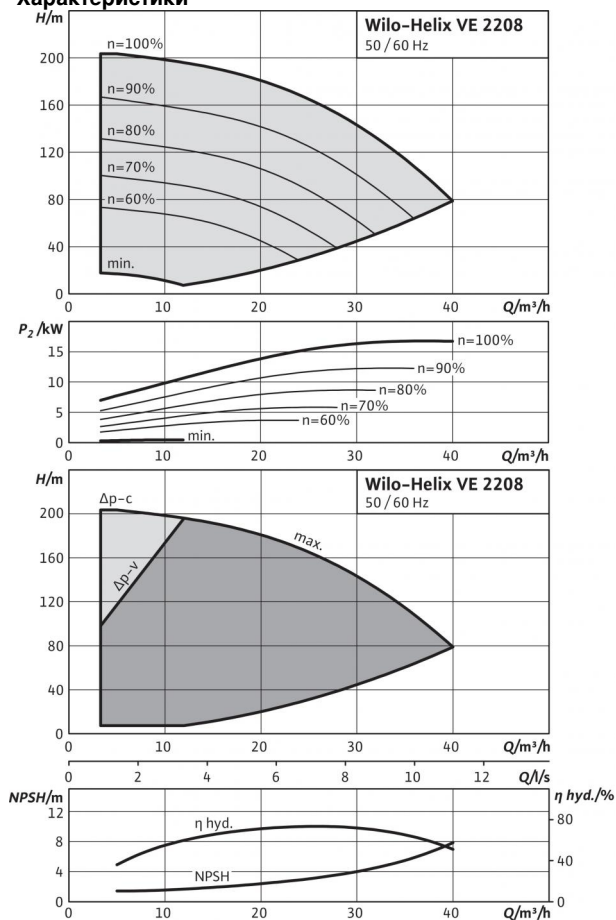 Характеристики
H/m
Wilo-Helix VE 2208
50 / 60 Hz
n=100%
200
n=90%
160
n=80%
120
n=70%
80
n=60%
40
min.
0
0 10 20 30 40 Q/m³/h
P2 /kW
15
n=100%
n=90%
10
n=80%
n=70%
5
n=60%
min.
0
0 10 20 30 40 Q/m³/h
H/m
Wilo-Helix VE 2208
50 / 60 Hz
Δp-c
200
max.
160
Δp-v
120
80
40
0
0 10 20 30 40 Q/m³/h
0 2 4 6 8 10 12 Q/l/s
NPSH/m η hyd./%
12
η hyd.
80
8
40
NPSH
4
0 0
0 10 20 30 40 Q/m³/h